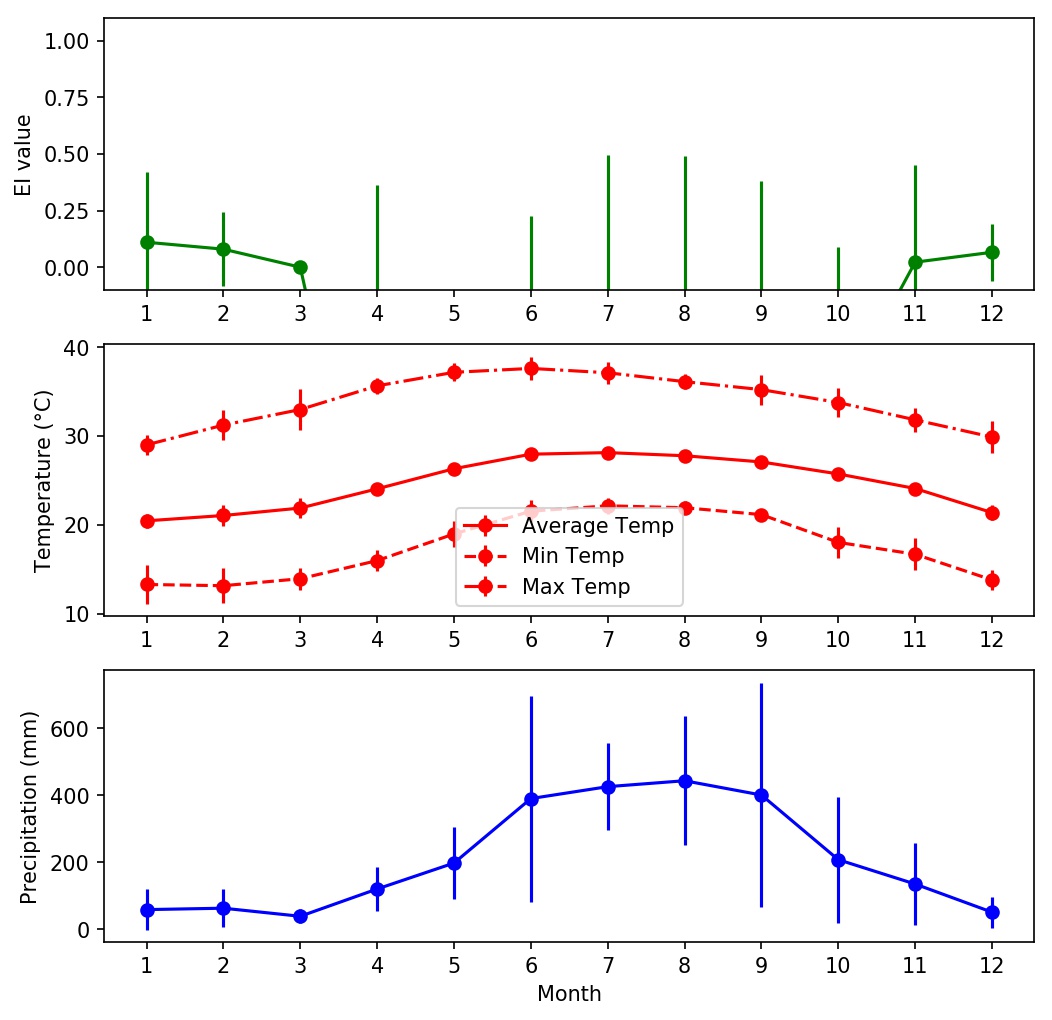 EI value
1.00
0.75
0.50
0.25
0.00
1 2 3 4 5 6 7 8 9 10 11 12
Temperature (°C)
40
30
20
10
Average Temp
Min Temp
Max Temp
1 2 3 4 5 6 7 8 9 10 11 12
Precipitation (mm)
600
400
200
0
1 2 3 4 5 6 7 8 9 10 11 12
Month